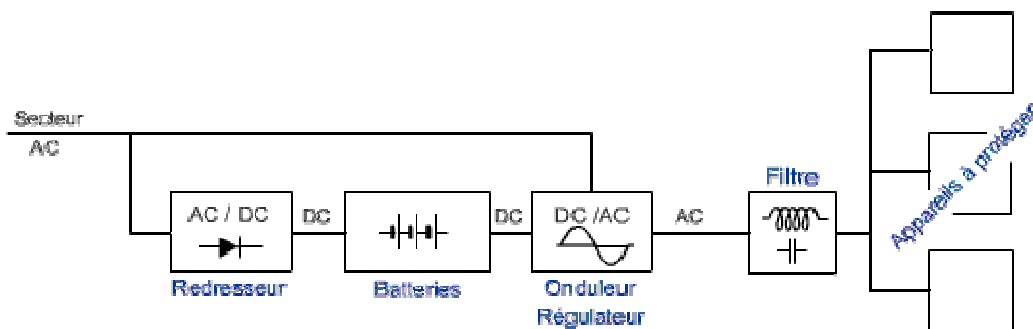 Secteur
AC
AC / DC
Redresseur
DC
Batteries
DC
DC /AC
Onduleur
Régulateur
AC
Filtre
Appareils à protéger